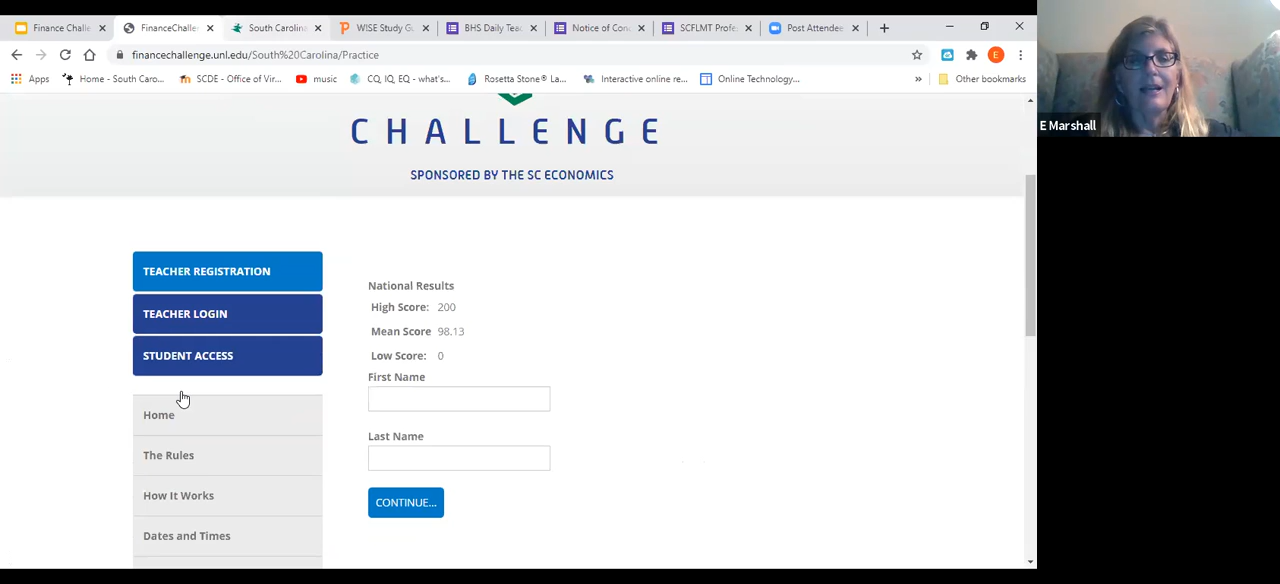 Finance Challe
FinanceChalle
South Carolina
WISE Study G
BHS Daily Teac
Notice of Conc
SCFLMT Profe
Post Attendee
financechallenge.unl.edu/South%20Carolina/Practice
E
Apps
Home - South Caro...
SCDE - Office of Vir...
music
CQ, IQ, EQ - what's...
Rosetta Stone® La...
Interactive online re...
Online Technology...
»
Other bookmarks
E Marshall
CHALLENGE
SPONSORED BY THE SC ECONOMICS
TEACHER REGISTRATION
TEACHER LOGIN
STUDENT ACCESS
Home
The Rules
How It Works
Dates and Times
National Results
High Score: 200
Mean Score 98.13
Low Score: 0
First Name
Last Name
CONTINUE...